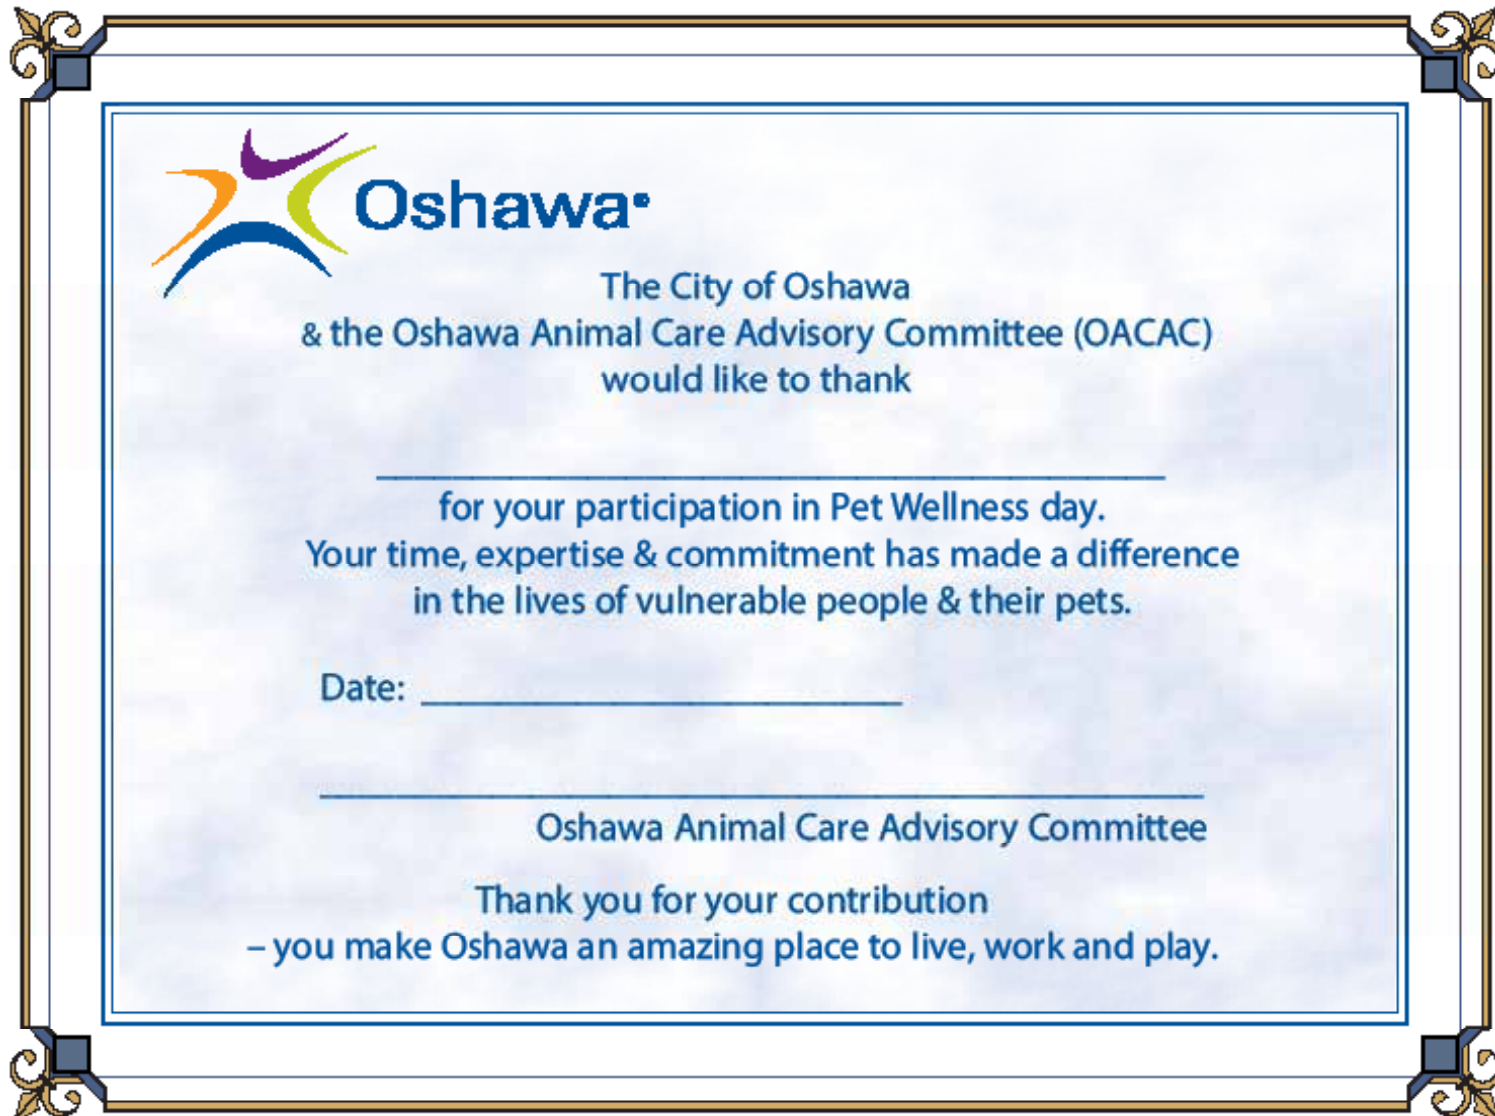 Oshawa
The City of Oshawa
& the Oshawa Animal Care Advisory Committee (OACAC)
would like to thank
for your participation in Pet Wellness day.
Your time, expertise & commitment has made a difference
in the lives of vulnerable people & their pets.
Date:
Oshawa Animal Care Advisory Committee
Thank you for your contribution
– you make Oshawa an amazing place to live, work and play.